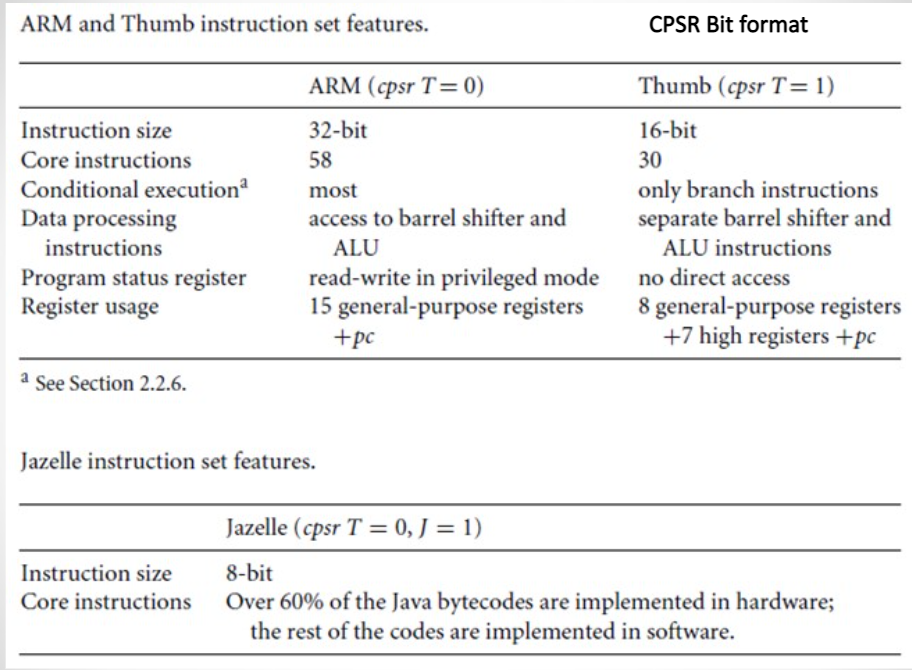 ARM and Thumb instruction set features. CPSR Bit format
ARM (cpsr T = 0) Thumb (cpsr T = 1)
Instruction size 32-bit 16-bit
Core instructions 58 30
Conditional executionᵃ most only branch instructions
Data processing access to barrel shifter and separate barrel shifter and
instructions ALU ALU instructions
Program status register read-write in privileged mode no direct access
Register usage 15 general-purpose registers 8 general-purpose registers
+pc +7 high registers +pc
ᵃ See Section 2.2.6.
Jazelle instruction set features.
Jazelle (cpsr T = 0, J = 1)
Instruction size 8-bit
Core instructions Over 60% of the Java bytecodes are implemented in hardware;
the rest of the codes are implemented in software.